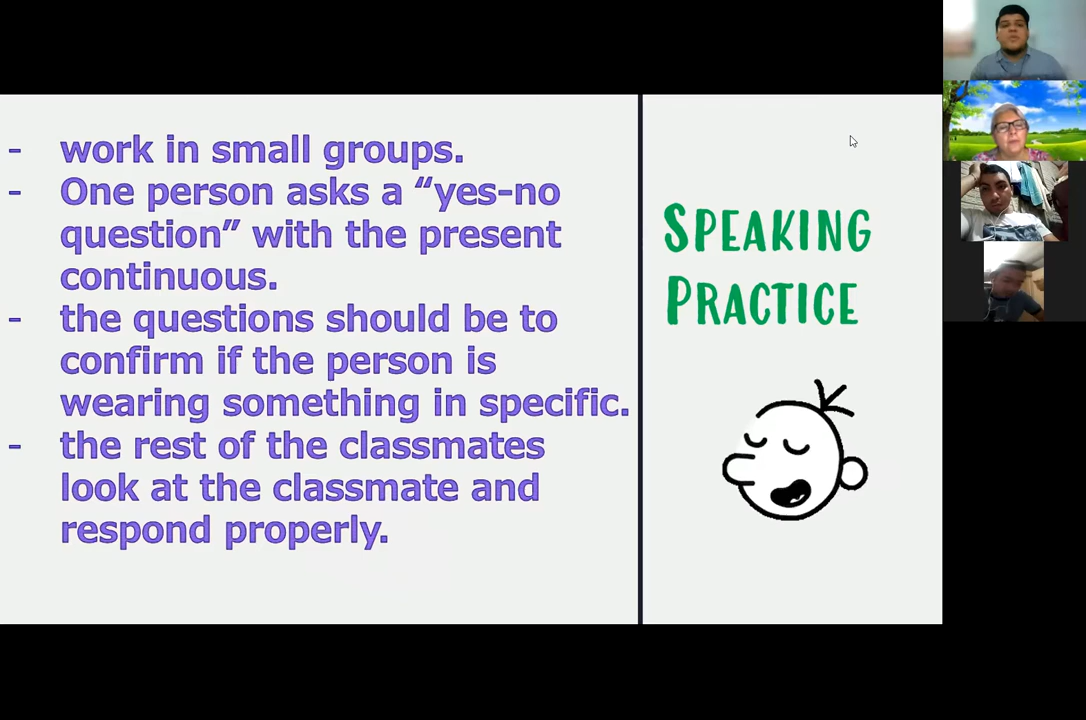 - work in small groups.
- One person asks a “yes-no
question” with the present
continuous.
- the questions should be to
confirm if the person is
wearing something in specific.
- the rest of the classmates
look at the classmate and
respond properly.
SPEAKING
PRACTICE